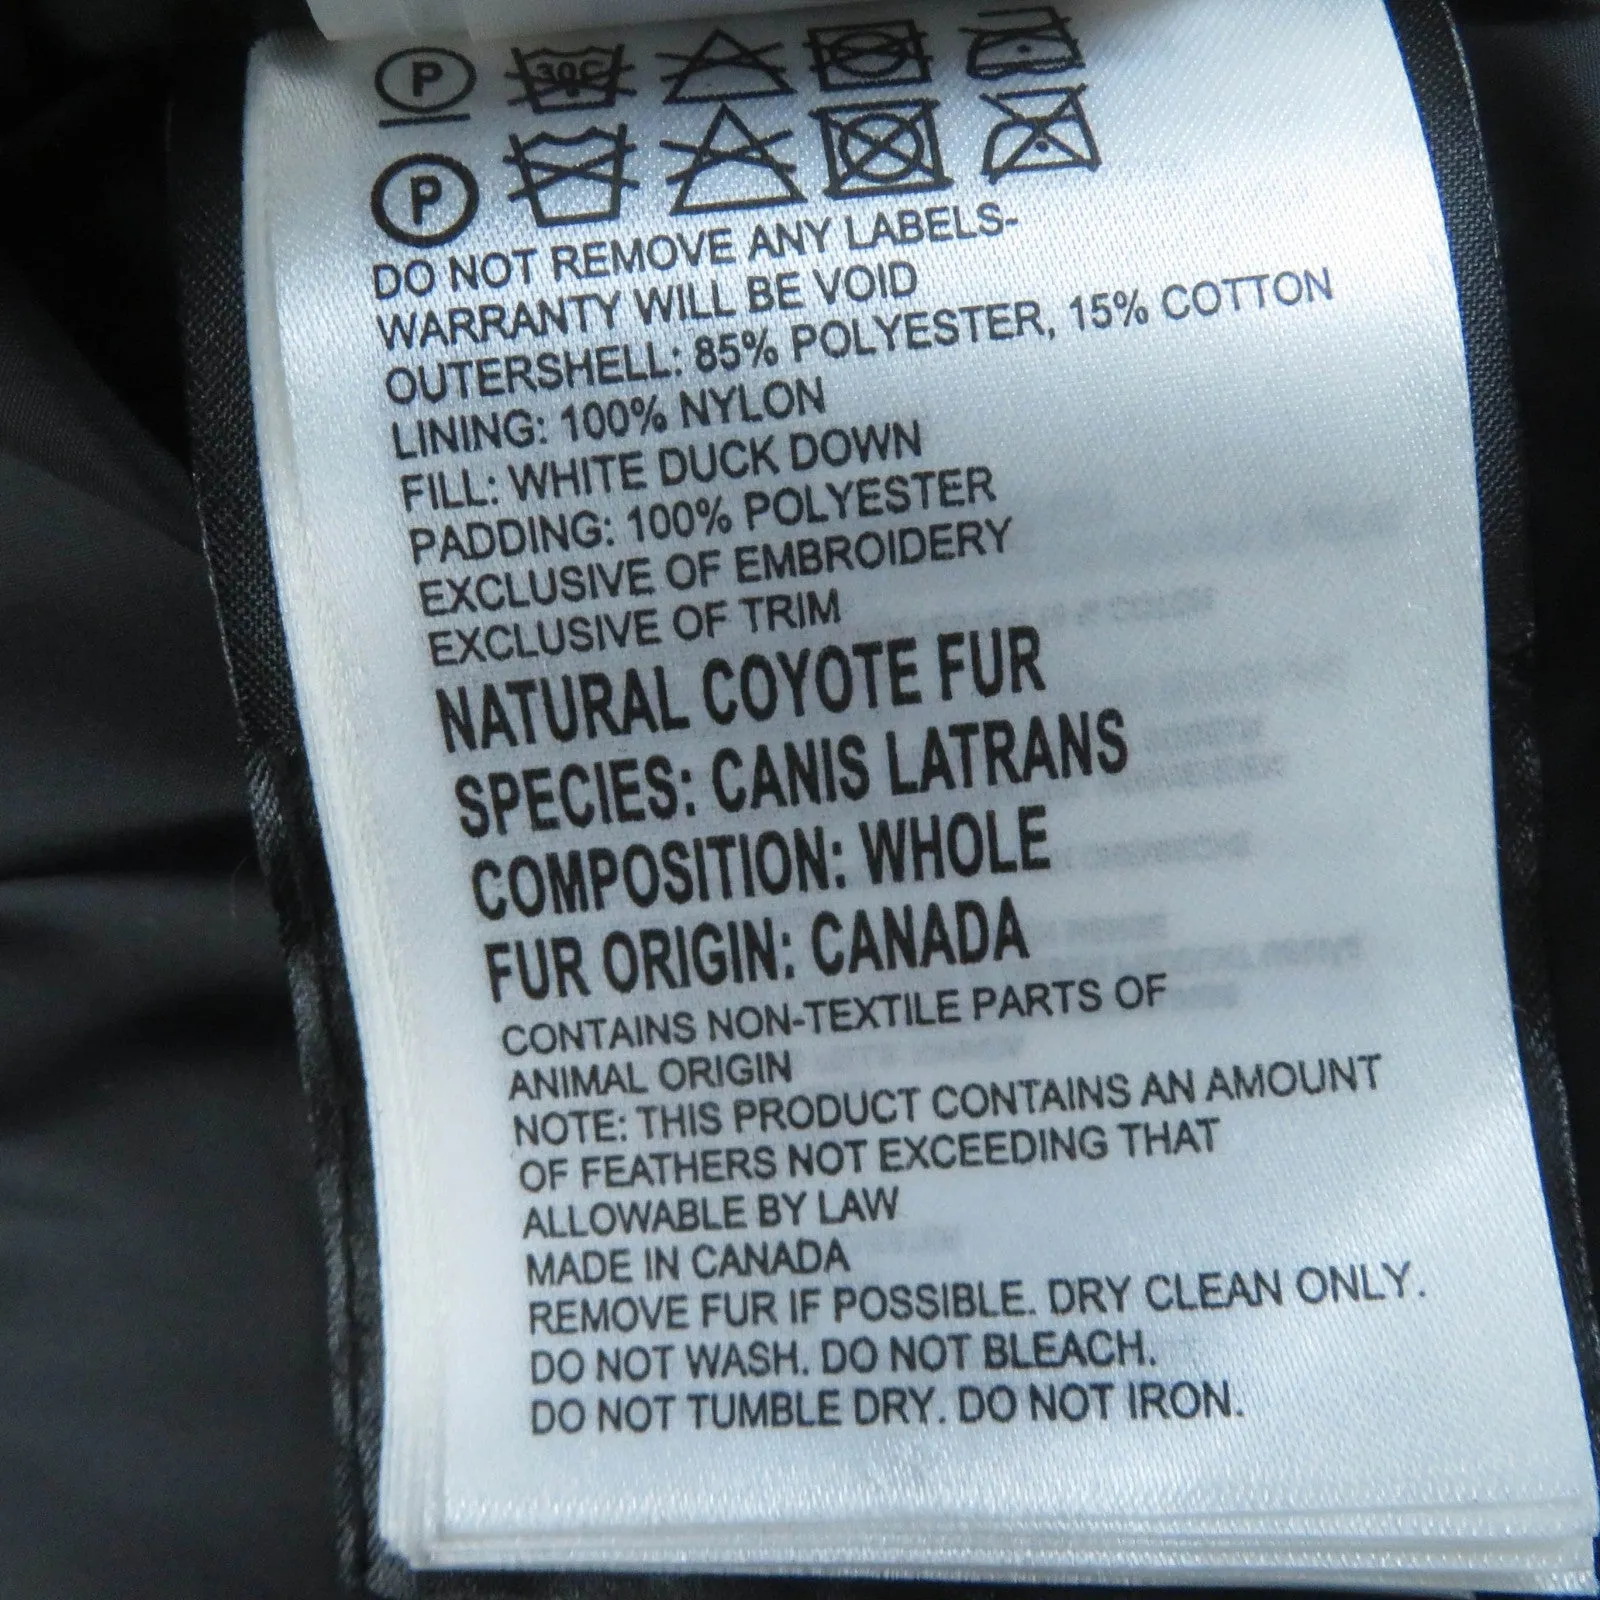 P 30C
P
DO NOT REMOVE ANY LABELS-
WARRANTY WILL BE VOID
OUTERSHELL: 85% POLYESTER, 15% COTTON
LINING: 100% NYLON
FILL: WHITE DUCK DOWN
PADDING: 100% POLYESTER
EXCLUSIVE OF EMBROIDERY
EXCLUSIVE OF TRIM
NATURAL COYOTE FUR
SPECIES: CANIS LATRANS
COMPOSITION: WHOLE
FUR ORIGIN: CANADA
CONTAINS NON-TEXTILE PARTS OF
ANIMAL ORIGIN
NOTE: THIS PRODUCT CONTAINS AN AMOUNT
OF FEATHERS NOT EXCEEDING THAT
ALLOWABLE BY LAW
MADE IN CANADA
REMOVE FUR IF POSSIBLE. DRY CLEAN ONLY.
DO NOT WASH. DO NOT BLEACH.
DO NOT TUMBLE DRY. DO NOT IRON.